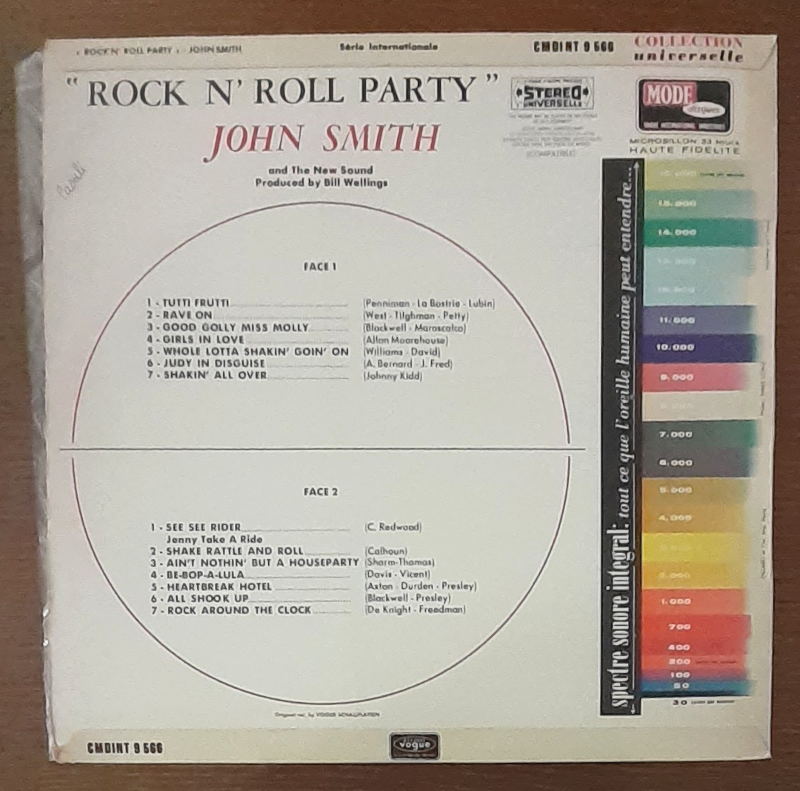 « ROCK N' ROLL PARTY » - JOHN SMITH
Série Internationale
CMDINT 9 566
COLLECTION
universelle
“ ROCK N' ROLL PARTY ”
JOHN SMITH
and The New Sound
Produced by Bill Wellings
STEREO
UNIVERSELLE
MODE
disques
MICROSILLON 33 tours
HAUTE FIDELITE
FACE 1
1 - TUTTI FRUTTI (Penniman - La Bostrie - Lubin)
2 - RAVE ON (West - Tilghman - Petty)
3 - GOOD GOLLY MISS MOLLY (Blackwell - Marascalco)
4 - GIRLS IN LOVE (Allan Moorehouse)
5 - WHOLE LOTTA SHAKIN' GOIN' ON (Williams - David)
6 - JUDY IN DISGUISE (A. Bernard - J. Fred)
7 - SHAKIN' ALL OVER (Johnny Kidd)
FACE 2
1 - SEE SEE RIDER (C. Redwood)
Jenny Take A Ride
2 - SHAKE RATTLE AND ROLL (Calhoun)
3 - AIN'T NOTHIN' BUT A HOUSEPARTY (Sharm-Thomas)
4 - BE-BOP-A-LULA (Davis - Vicent)
5 - HEARTBREAK HOTEL (Axton - Durden - Presley)
6 - ALL SHOOK UP (Blackwell - Presley)
7 - ROCK AROUND THE CLOCK (De Knight - Freedman)
spectre sonore intégral: tout ce que l'oreille humaine peut entendre...
15.000
14.000
11.000
10.000
9.000
7.000
6.000
5.000
4.000
2.000
1.000
700
400
200
100
50
30
CMDINT 9 566
vogue